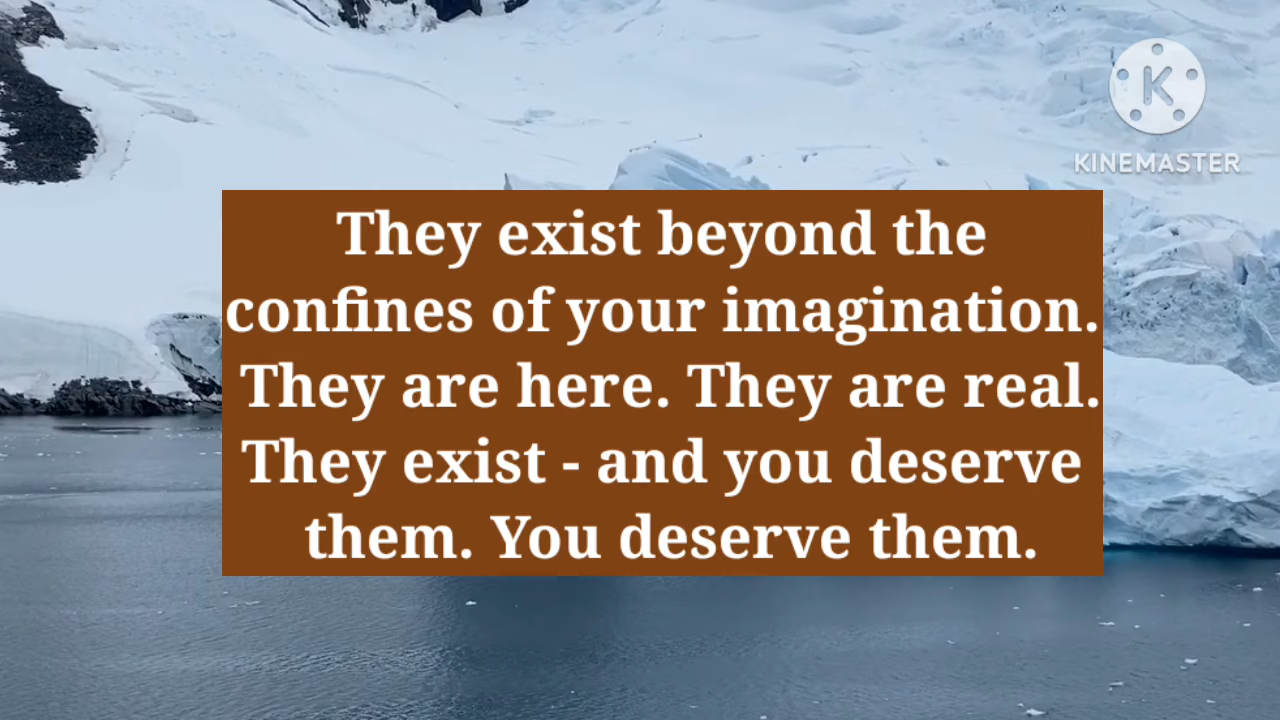 K
KINEMASTER
They exist beyond the
confines of your imagination.
They are here. They are real.
They exist - and you deserve
them. You deserve them.